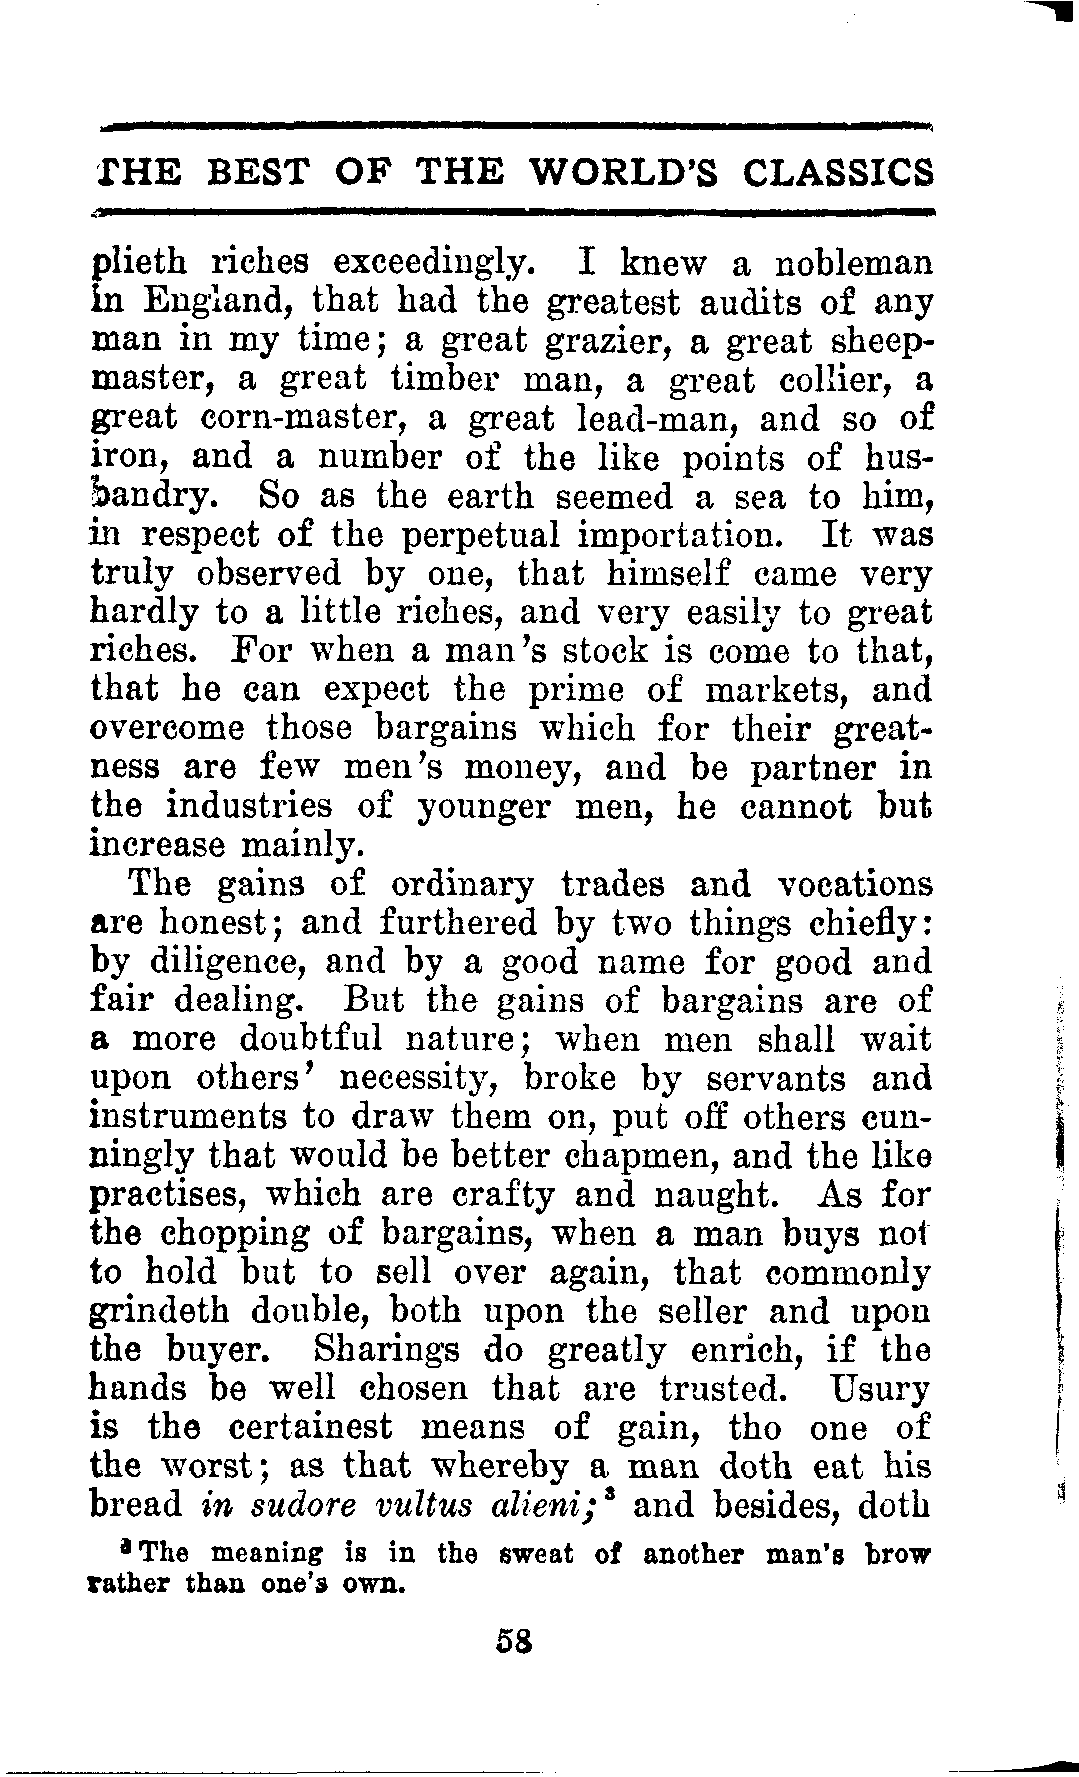 THE BEST OF THE WORLD'S CLASSICS
plieth riches exceedingly. I knew a nobleman
in England, that had the greatest audits of any
man in my time; a great grazier, a great sheep-
master, a great timber man, a great collier, a
great corn-master, a great lead-man, and so of
iron, and a number of the like points of hus-
bandry. So as the earth seemed a sea to him,
in respect of the perpetual importation. It was
truly observed by one, that himself came very
hardly to a little riches, and very easily to great
riches. For when a man's stock is come to that,
that he can expect the prime of markets, and
overcome those bargains which for their great-
ness are few men's money, and be partner in
the industries of younger men, he cannot but
increase mainly.
The gains of ordinary trades and vocations
are honest; and furthered by two things chiefly:
by diligence, and by a good name for good and
fair dealing. But the gains of bargains are of
a more doubtful nature; when men shall wait
upon others' necessity, broke by servants and
instruments to draw them on, put off others cun-
ningly that would be better chapmen, and the like
practises, which are crafty and naught. As for
the chopping of bargains, when a man buys not
to hold but to sell over again, that commonly
grindeth double, both upon the seller and upon
the buyer. Sharings do greatly enrich, if the
hands be well chosen that are trusted. Usury
is the certainest means of gain, tho one of
the worst; as that whereby a man doth eat his
bread in sudore vultus alieni;³ and besides, doth
³ The meaning is in the sweat of another man's brow
rather than one's own.
58